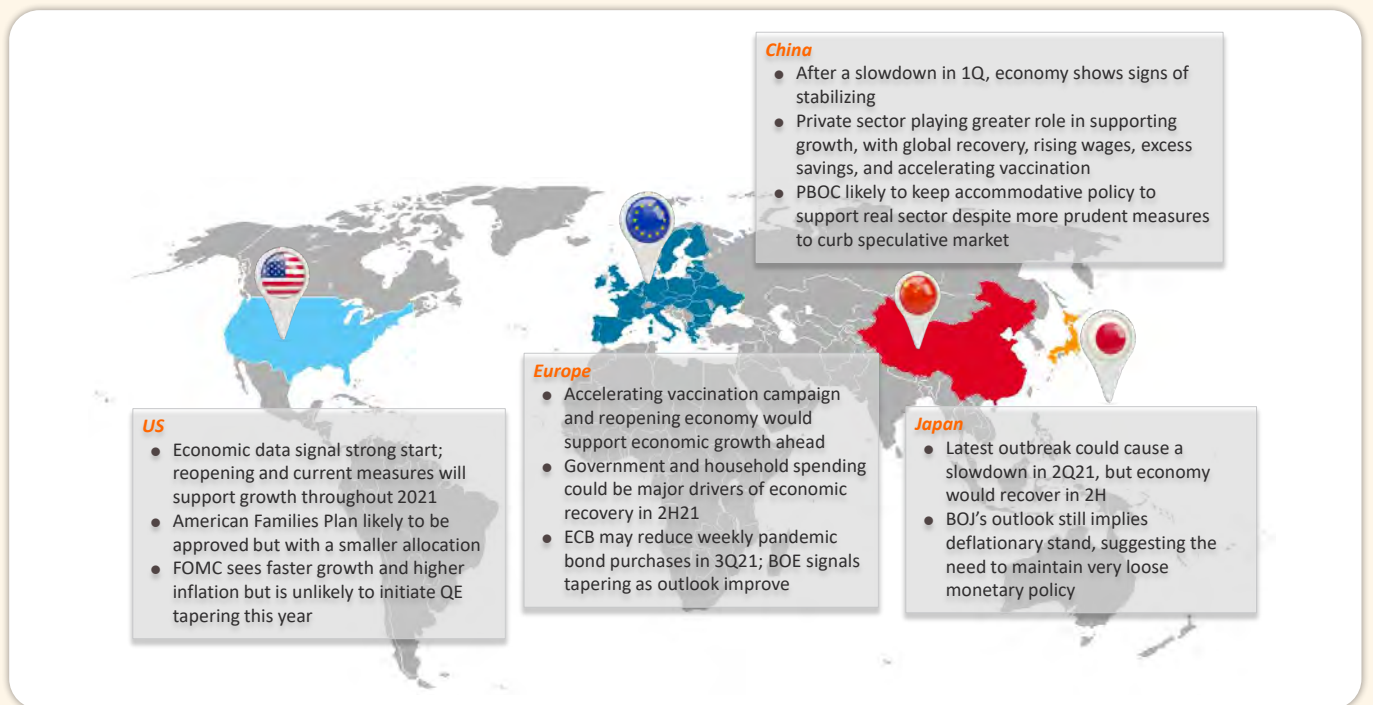 China
● After a slowdown in 1Q, economy shows signs of
stabilizing
● Private sector playing greater role in supporting
growth, with global recovery, rising wages, excess
savings, and accelerating vaccination
● PBOC likely to keep accommodative policy to
support real sector despite more prudent measures
to curb speculative market
US
● Economic data signal strong start;
reopening and current measures will
support growth throughout 2021
● American Families Plan likely to be
approved but with a smaller allocation
● FOMC sees faster growth and higher
inflation but is unlikely to initiate QE
tapering this year
Europe
● Accelerating vaccination campaign
and reopening economy would
support economic growth ahead
● Government and household spending
could be major drivers of economic
recovery in 2H21
● ECB may reduce weekly pandemic
bond purchases in 3Q21; BOE signals
tapering as outlook improve
Japan
● Latest outbreak could cause a
slowdown in 2Q21, but economy
would recover in 2H
● BOJ’s outlook still implies
deflationary stand, suggesting the
need to maintain very loose
monetary policy